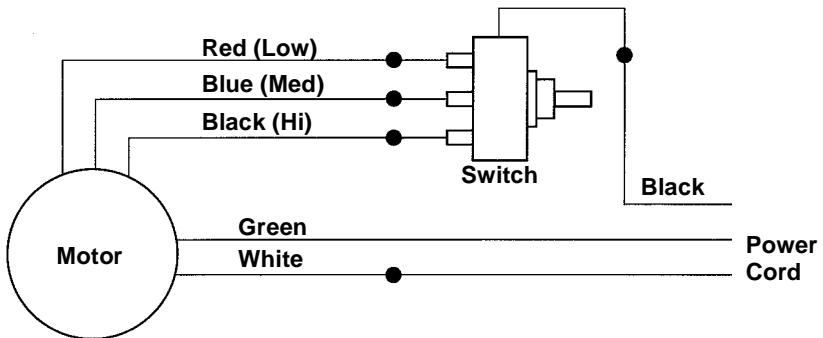 Red (Low)
Blue (Med)
Black (Hi)
Switch
Black
Green
Motor
White
Power
Cord